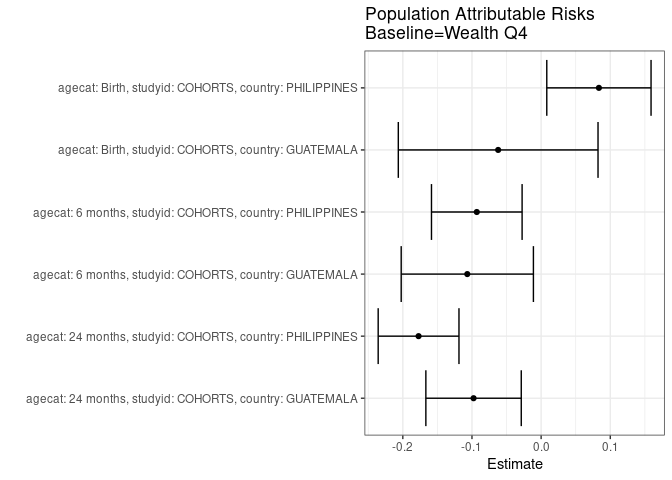 Population Attributable Risks
Baseline=Wealth Q4
agecat: Birth, studyid: COHORTS, country: PHILIPPINES
agecat: Birth, studyid: COHORTS, country: GUATEMALA
agecat: 6 months, studyid: COHORTS, country: PHILIPPINES
agecat: 6 months, studyid: COHORTS, country: GUATEMALA
agecat: 24 months, studyid: COHORTS, country: PHILIPPINES
agecat: 24 months, studyid: COHORTS, country: GUATEMALA
-0.2 -0.1 0.0 0.1
Estimate